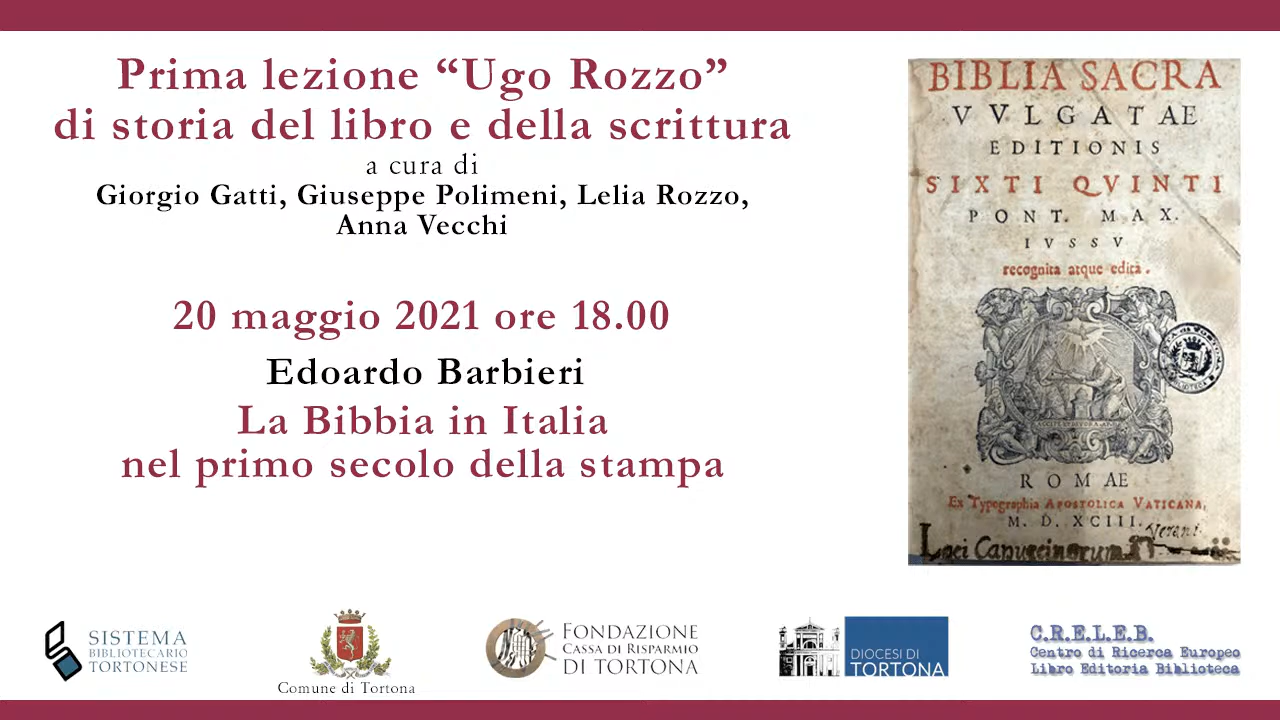 Prima lezione “Ugo Rozzo”
di storia del libro e della scrittura
a cura di
Giorgio Gatti, Giuseppe Polimeni, Lelia Rozzo,
Anna Vecchi
20 maggio 2021 ore 18.00
Edoardo Barbieri
La Bibbia in Italia
nel primo secolo della stampa
BIBLIA SACRA
VVLGATAE
EDITIONIS
SIXTI QVINTI
PONT. MAX.
IVSSV
recognita atque edita.
ROMAE
Ex Typographia APOSTOLICA VATICANA,
M. D. XCIII.
Loci Capuccinorum
SISTEMA
BIBLIOTECARIO
TORTONESE
Comune di Tortona
FONDAZIONE
CASSA DI RISPARMIO
DI TORTONA
DIOCESI DI
TORTONA
C.R.E.L.E.B.
Centro di Ricerca Europeo
Libro Editoria Biblioteca